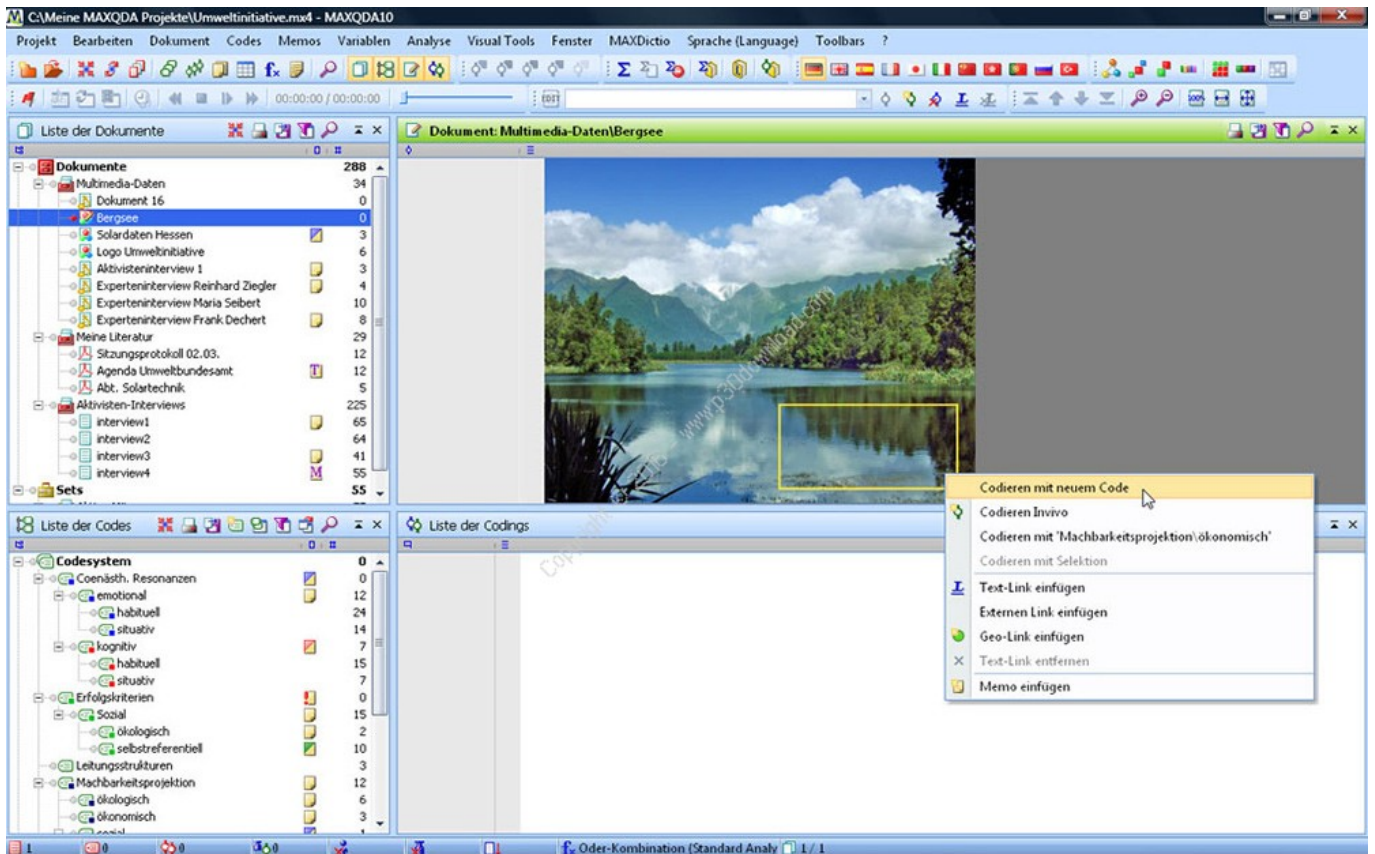 C:\Meine MAXQDA Projekte\Umweltinitiative.mx4 - MAXQDA10
Projekt Bearbeiten Dokument Codes Memos Variablen Analyse Visual Tools Fenster MAXDictio Sprache (Language) Toolbars ?
00:00:00 / 00:00:00
EDIT
Liste der Dokumente
Dokumente 288
Multimedia-Daten 34
Dokument 16 0
Bergsee 0
Solardaten Hessen 3
Logo Umweltinitiative 6
Aktivisteninterview 1 3
Experteninterview Reinhard Ziegler 4
Experteninterview Maria Seibert 10
Experteninterview Frank Dechert 8
Meine Literatur 29
Sitzungsprotokoll 02.03. 12
Agenda Umweltbundesamt 12
Abt. Solartechnik 5
Aktivisten-Interviews 225
interview1 65
interview2 64
interview3 41
interview4 55
Sets 55
Dokument: Multimedia-Daten\Bergsee
www.p30download.com
Liste der Codes
Codesystem 0
Coenästh. Resonanzen 0
emotional 12
habituell 24
situativ 14
kognitiv 7
habituell 15
situativ 7
Erfolgskriterien 0
Sozial 15
ökologisch 2
selbstreferentiell 10
Leitungsstrukturen 3
Machbarkeitsprojektion 12
ökologisch 6
ökonomisch 3
Liste der Codings
Codieren mit neuem Code
Codieren Invivo
Codieren mit 'Machbarkeitsprojektion\ökonomisch'
Codieren mit Selektion
Text-Link einfügen
Externen Link einfügen
Geo-Link einfügen
Text-Link entfernen
Memo einfügen
1 0 0 0 Oder-Kombination (Standard Analy 1 / 1